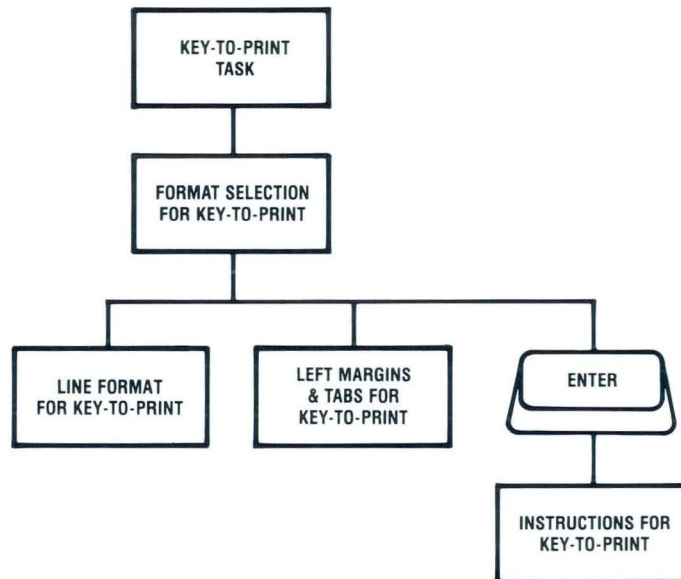 KEY-TO-PRINT
TASK
FORMAT SELECTION
FOR KEY-TO-PRINT
LINE FORMAT
FOR KEY-TO-PRINT
LEFT MARGINS
& TABS FOR
KEY-TO-PRINT
ENTER
INSTRUCTIONS FOR
KEY-TO-PRINT